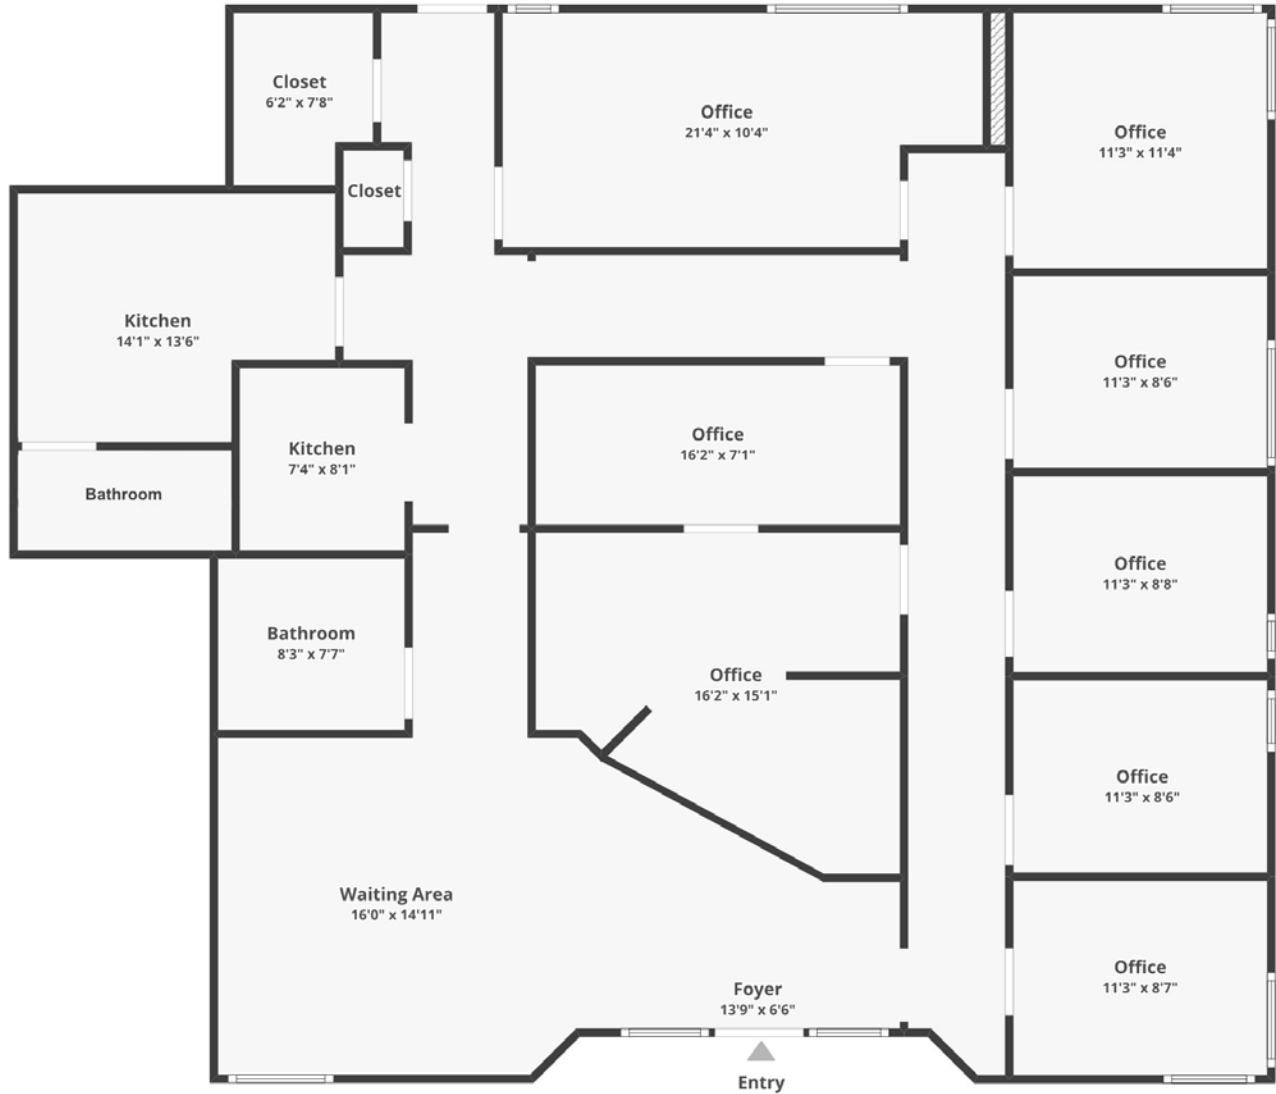 Closet
6'2" x 7'8"
Office
21'4" x 10'4"
Office
11'3" x 11'4"
Closet
Kitchen
14'1" x 13'6"
Office
11'3" x 8'6"
Kitchen
7'4" x 8'1"
Office
16'2" x 7'1"
Bathroom
Office
11'3" x 8'8"
Bathroom
8'3" x 7'7"
Office
16'2" x 15'1"
Office
11'3" x 8'6"
Waiting Area
16'0" x 14'11"
Office
11'3" x 8'7"
Foyer
13'9" x 6'6"
Entry